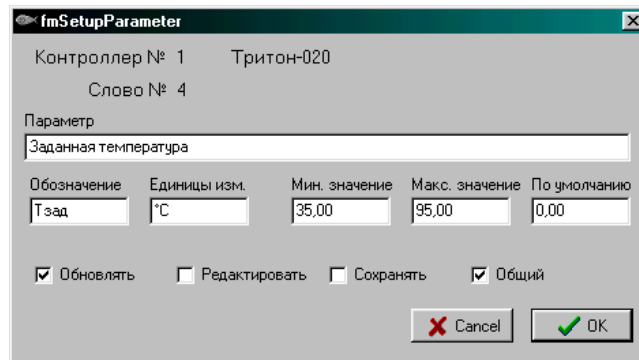 fmSetupParameter
Контроллер № 1 Тритон-020
Слово № 4
Параметр
Заданная температура
Обозначение Единицы изм. Мин. значение Макс. значение По умолчанию
Тзад °C 35,00 95,00 0,00
Обновлять Редактировать Сохранять Общий
Cancel OK